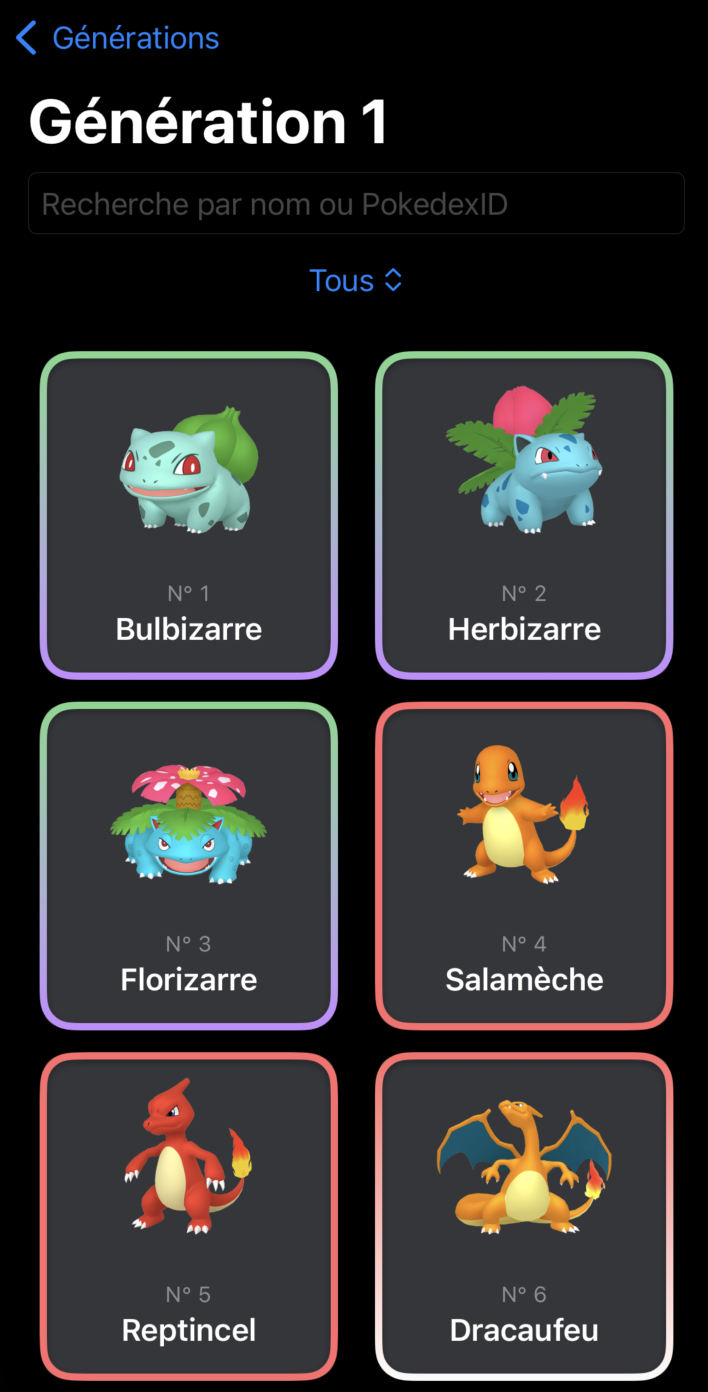 Générations
Génération 1
Recherche par nom ou PokedexID
Tous
N° 1
Bulbizarre
N° 2
Herbizarre
N° 3
Florizarre
N° 4
Salamèche
N° 5
Reptincel
N° 6
Dracaufeu